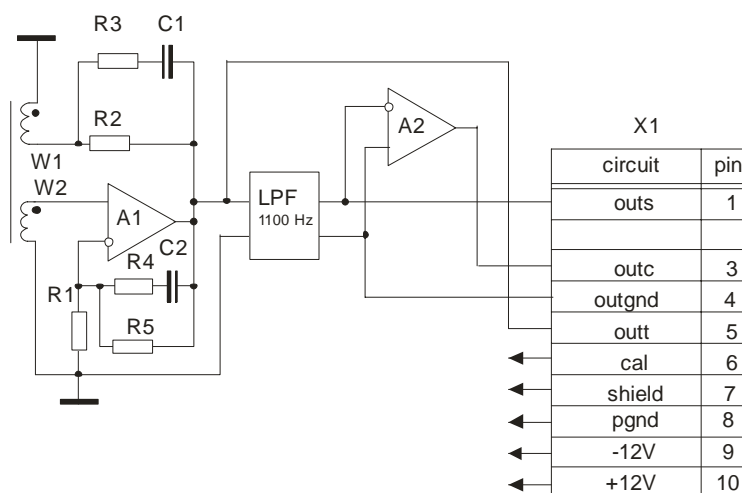 R3
C1
R2
W1
W2
A1
C2
R4
R1
R5
LPF
1100 Hz
A2
X1
circuit pin
outs 1
outc 3
outgnd 4
outt 5
cal 6
shield 7
pgnd 8
-12V 9
+12V 10